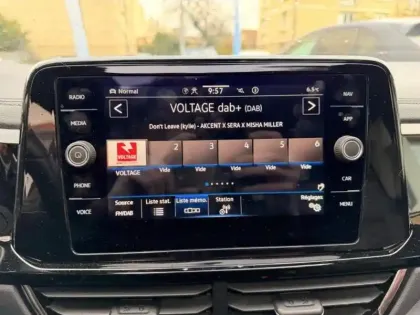 RADIO
MEDIA
PHONE
VOICE
Normal
9:57
6.5°C
VOLTAGE dab+ (DAB)
Don't Leave (kylie) - AKCENT X SERA X MISHA MILLER
VOLTAGE
2 3 4 5 6
VOLTAGE Vide Vide Vide Vide Vide
Source Liste stat. Liste mémo. Station Réglages
FM/DAB
NAV
APP
CAR
MENU